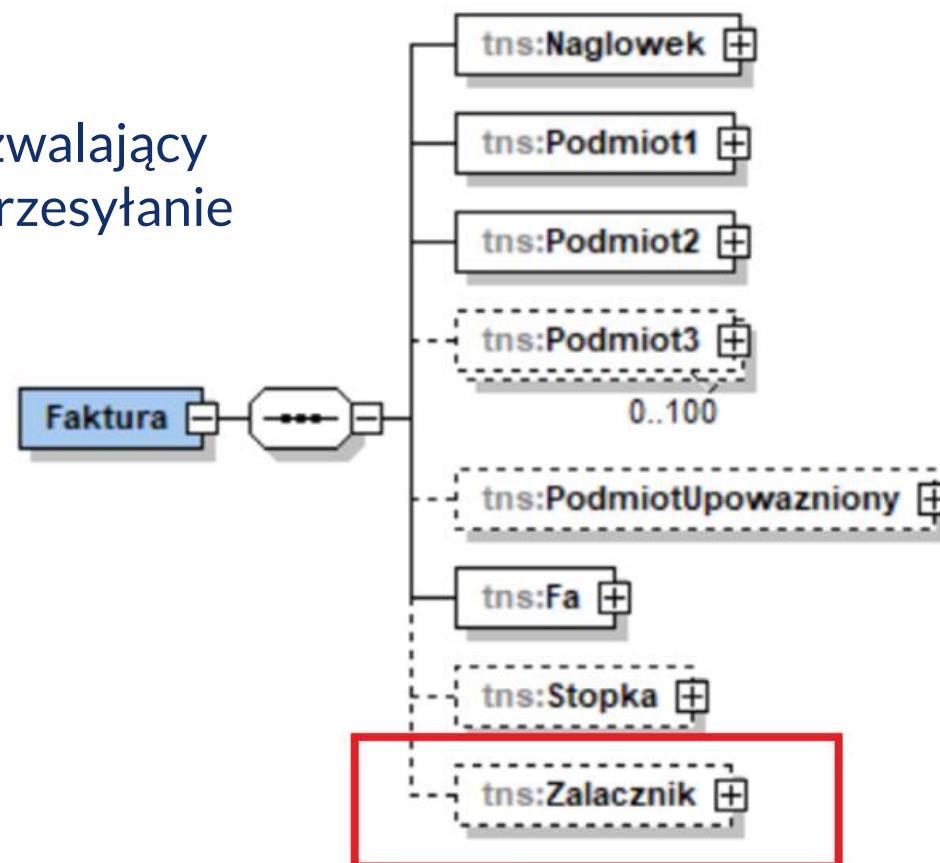 zwalający
rzesyłanie
tns:Naglowek
tns:Podmiot1
tns:Podmiot2
tns:Podmiot3
0..100
Faktura
tns:PodmiotUpowazniony
tns:Fa
tns:Stopka
tns:Zalacznik